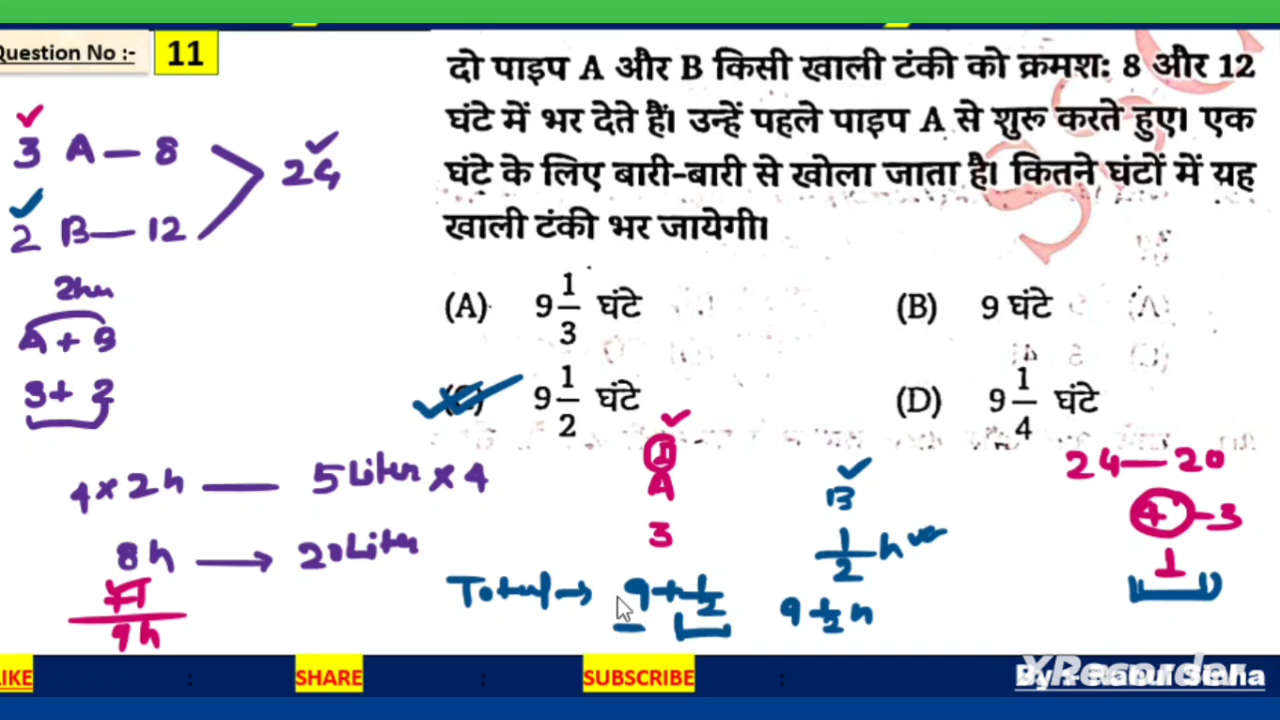 Question No :- 11
दो पाइप A और B किसी खाली टंकी को क्रमश: 8 और 12
घंटे में भर देते हैं। उन्हें पहले पाइप A से शुरू करते हुए। एक
घंटे के लिए बारी-बारी से खोला जाता है। कितने घंटों में यह
खाली टंकी भर जायेगी।
(A) 9 1/3 घंटे
(B) 9 घंटे
(C) 9 1/2 घंटे
(D) 9 1/4 घंटे
3 A — 8
24
2 B — 12
A + B
3 + 2
4 × 2h — 5 Liter × 4
8h → 20 Liter
9h
1
A
3
B
1/2 h
Total → 9 + 1/2
9 1/2 h
24 — 20
4 - 3
1
LIKE : SHARE : SUBSCRIBE :
XRecorder